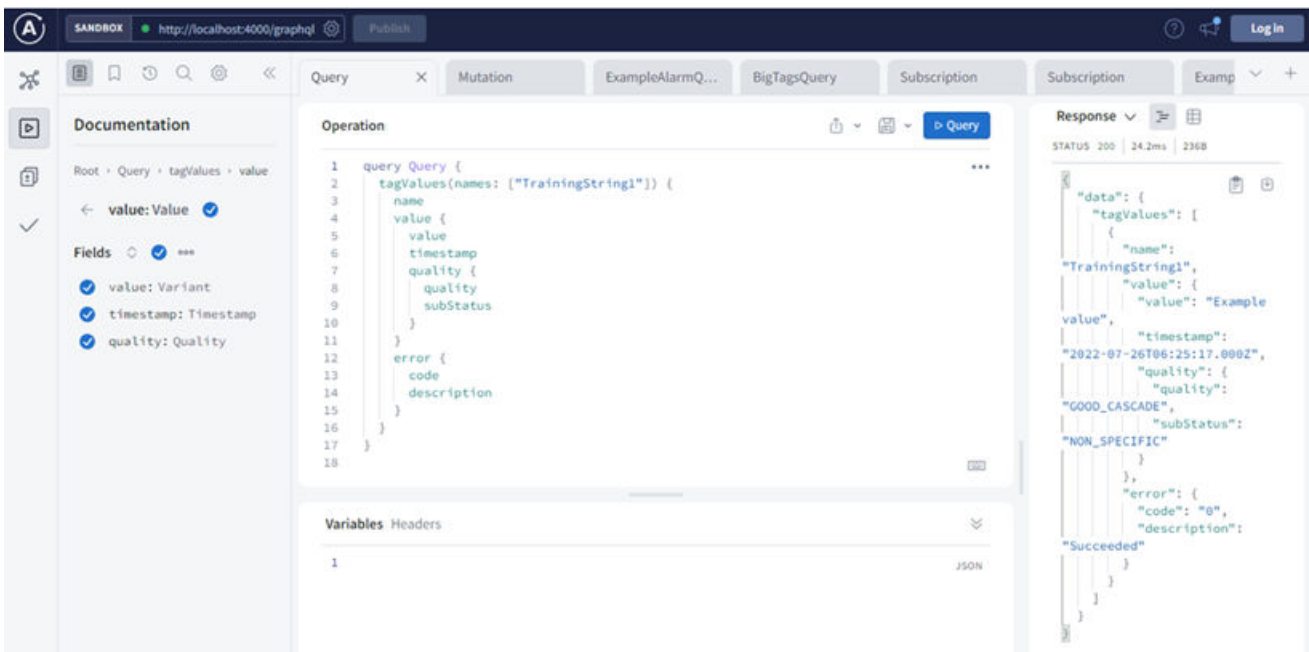 SANDBOX http://localhost:4000/graphql Publish Log in
Query Mutation ExampleAlarmQ... BigTagsQuery Subscription Subscription Examp
Documentation
Root › Query › tagValues › value
value: Value
Fields
value: Variant
timestamp: Timestamp
quality: Quality
Operation
Query
1 query Query {
2 tagValues(names: ["TrainingString1"]) {
3 name
4 value {
5 value
6 timestamp
7 quality {
8 quality
9 subStatus
10 }
11 }
12 error {
13 code
14 description
15 }
16 }
17 }
18
Variables Headers
1
JSON
Response
STATUS 200 24.2ms 236B
{
"data": {
"tagValues": [
{
"name":
"TrainingString1",
"value": {
"value": "Example
value",
"timestamp":
"2022-07-26T06:25:17.000Z",
"quality": {
"quality":
"GOOD_CASCADE",
"subStatus":
"NON_SPECIFIC"
}
},
"error": {
"code": "0",
"description":
"Succeeded"
}
}
]
}
}